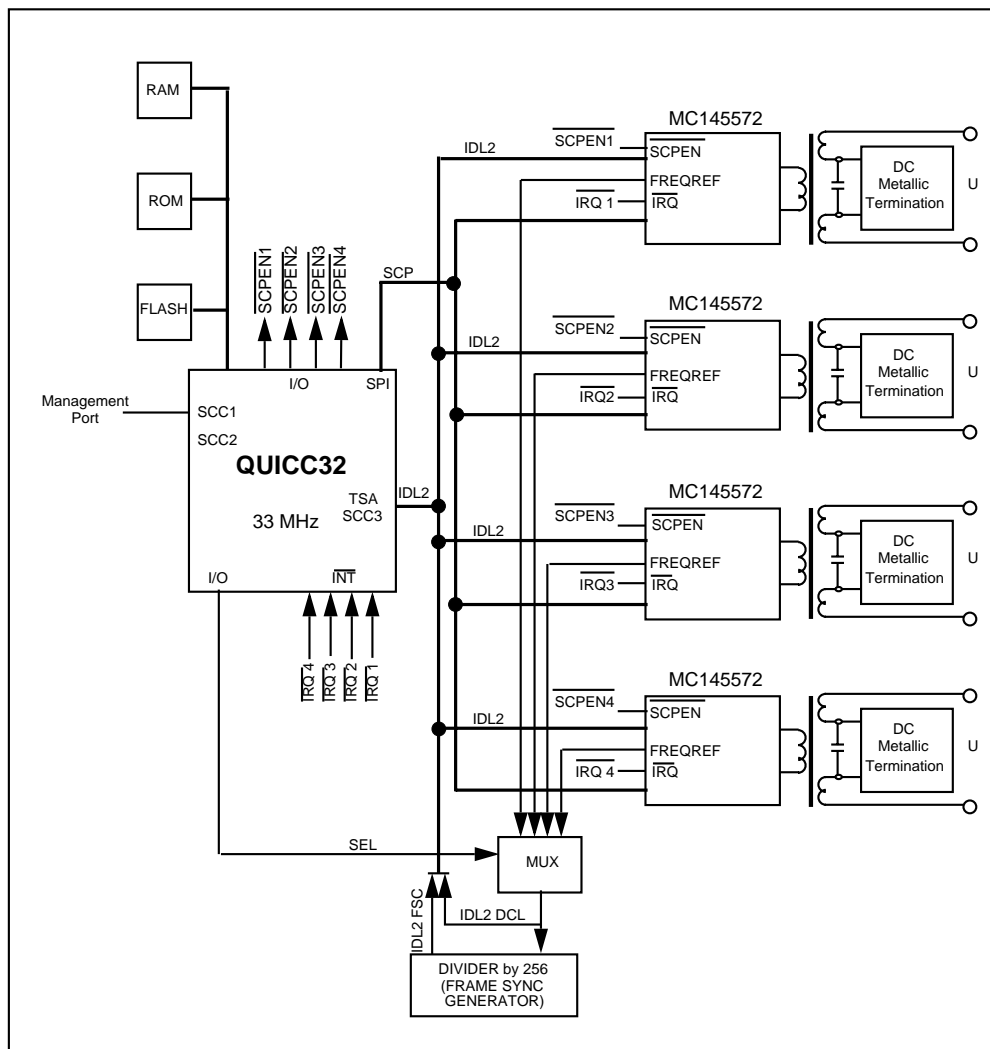 RAM
ROM
FLASH
SCPEN1
SCPEN2
SCPEN3
SCPEN4
I/O
SPI
SCP
Management
Port
SCC1
SCC2
QUICC32
33 MHz
TSA
SCC3
IDL2
I/O
INT
IRQ 4
IRQ 3
IRQ 2
IRQ 1
MC145572
IDL2
SCPEN1
SCPEN
FREQREF
IRQ 1
IRQ
DC
Metallic
Termination
U
MC145572
SCPEN2
IDL2
SCPEN
FREQREF
IRQ2
IRQ
DC
Metallic
Termination
U
MC145572
SCPEN3
IDL2
SCPEN
FREQREF
IRQ3
IRQ
DC
Metallic
Termination
U
MC145572
SCPEN4
IDL2
SCPEN
FREQREF
IRQ 4
IRQ
DC
Metallic
Termination
U
SEL
MUX
IDL2 FSC
IDL2 DCL
DIVIDER by 256
(FRAME SYNC
GENERATOR)